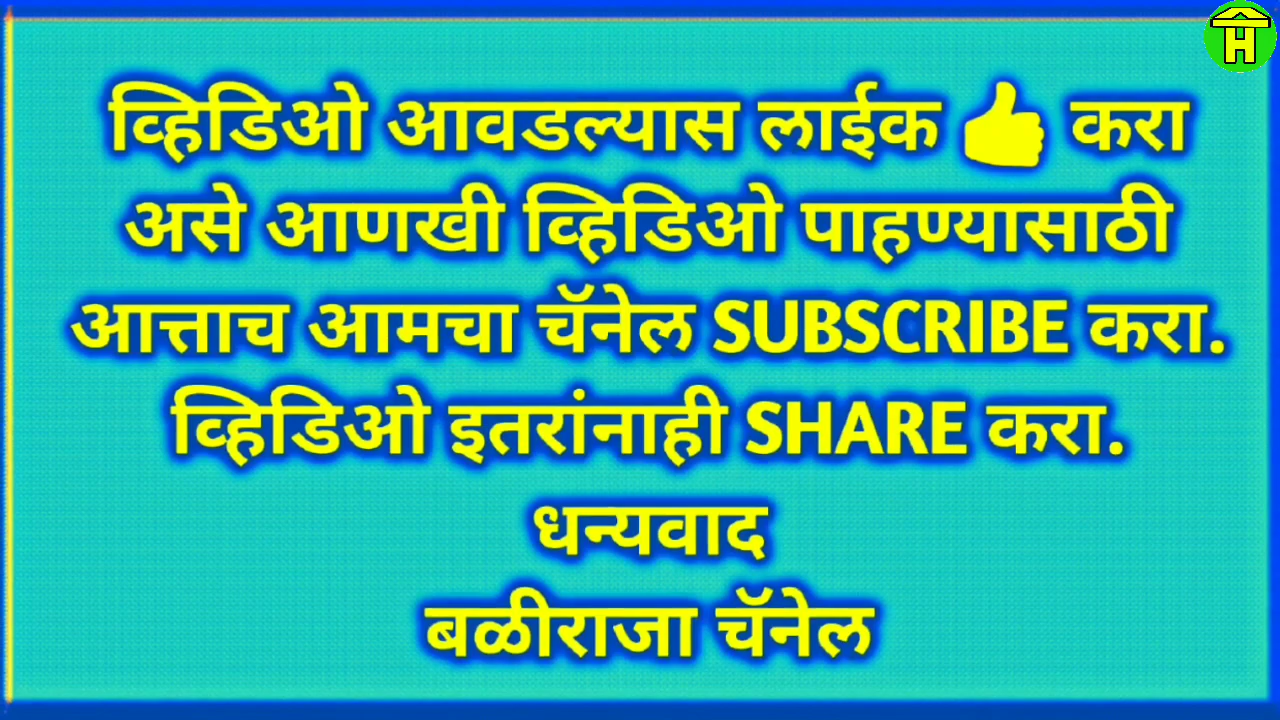 व्हिडिओ आवडल्यास लाईक 👍 करा
असे आणखी व्हिडिओ पाहण्यासाठी
आत्ताच आमचा चॅनेल SUBSCRIBE करा.
व्हिडिओ इतरांनाही SHARE करा.
धन्यवाद
बळीराजा चॅनेल
H